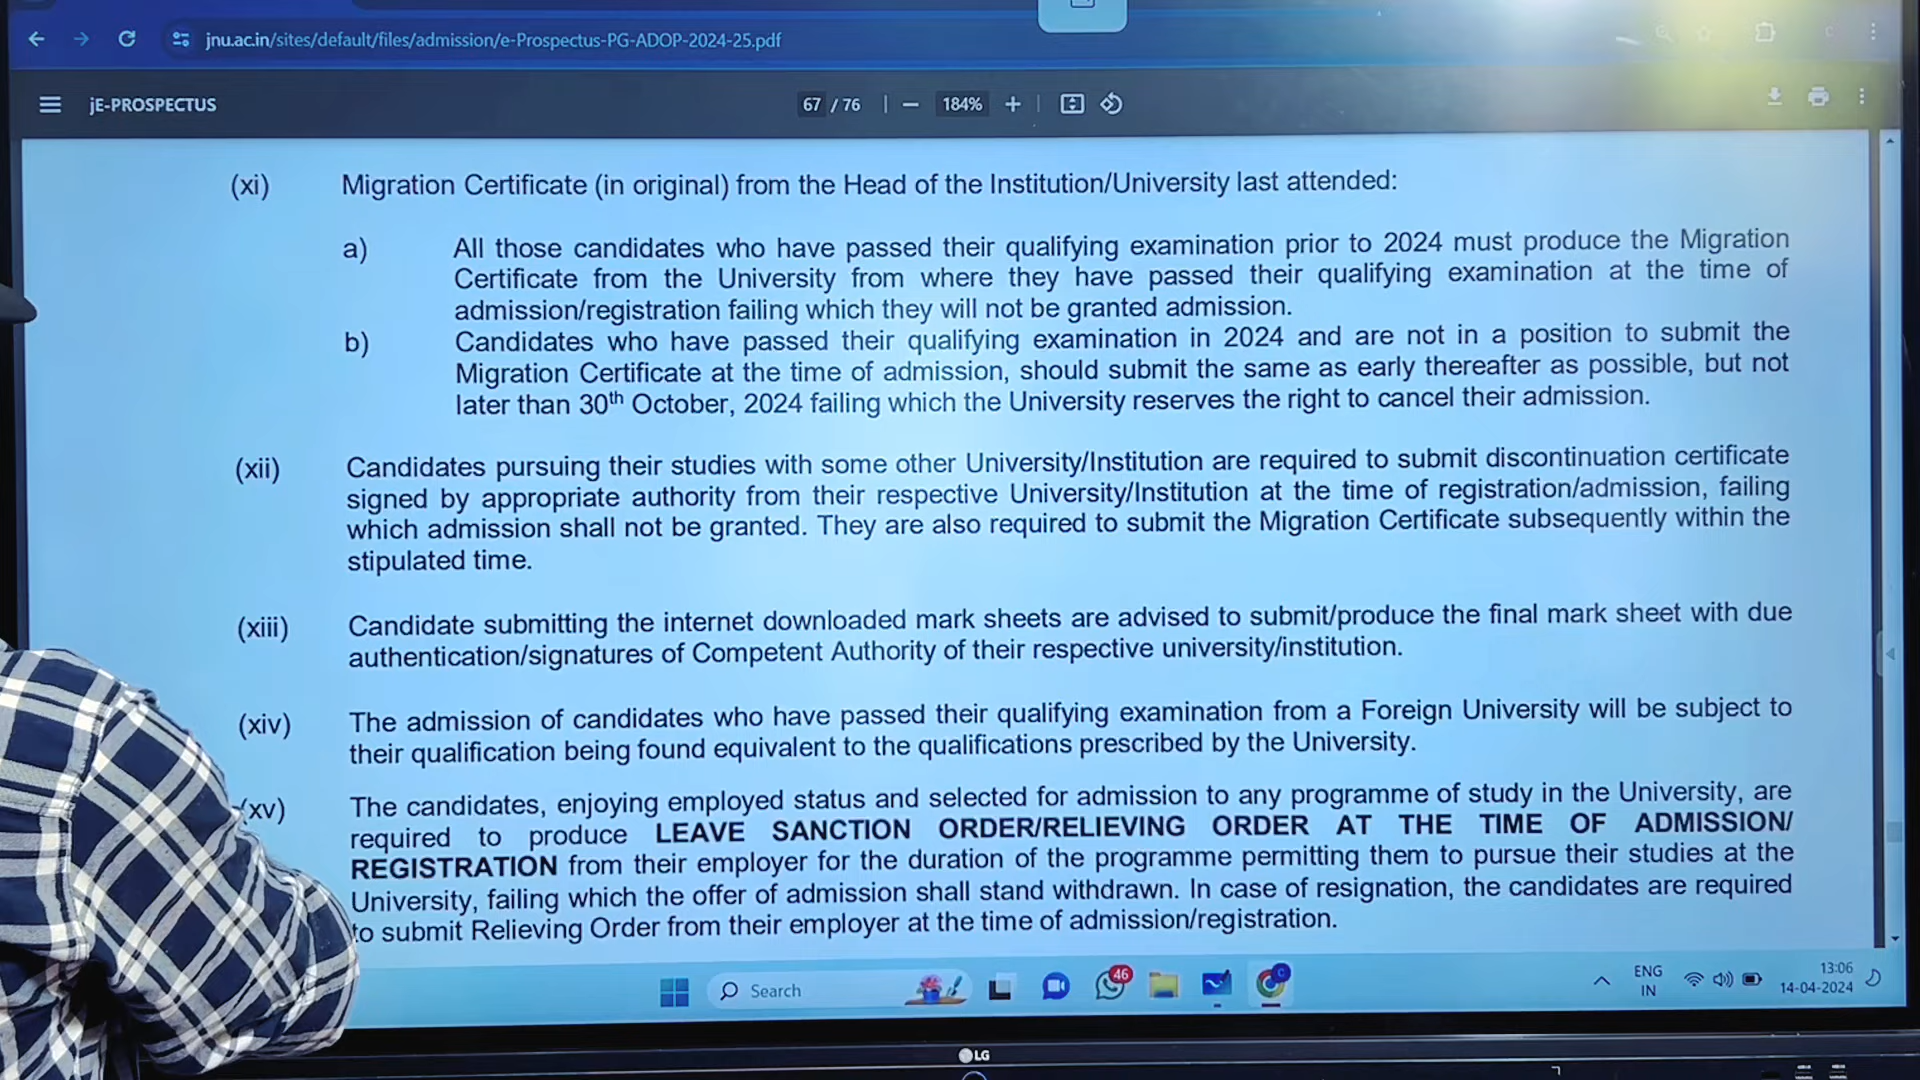 jnu.ac.in/sites/default/files/admission/e-Prospectus-PG-ADOP-2024-25.pdf
jE-PROSPECTUS
67 / 76
184%
(xi) Migration Certificate (in original) from the Head of the Institution/University last attended:
a) All those candidates who have passed their qualifying examination prior to 2024 must produce the Migration
Certificate from the University from where they have passed their qualifying examination at the time of
admission/registration failing which they will not be granted admission.
b) Candidates who have passed their qualifying examination in 2024 and are not in a position to submit the
Migration Certificate at the time of admission, should submit the same as early thereafter as possible, but not
later than 30th October, 2024 failing which the University reserves the right to cancel their admission.
(xii) Candidates pursuing their studies with some other University/Institution are required to submit discontinuation certificate
signed by appropriate authority from their respective University/Institution at the time of registration/admission, failing
which admission shall not be granted. They are also required to submit the Migration Certificate subsequently within the
stipulated time.
(xiii) Candidate submitting the internet downloaded mark sheets are advised to submit/produce the final mark sheet with due
authentication/signatures of Competent Authority of their respective university/institution.
(xiv) The admission of candidates who have passed their qualifying examination from a Foreign University will be subject to
their qualification being found equivalent to the qualifications prescribed by the University.
(xv) The candidates, enjoying employed status and selected for admission to any programme of study in the University, are
required to produce LEAVE SANCTION ORDER/RELIEVING ORDER AT THE TIME OF ADMISSION/
REGISTRATION from their employer for the duration of the programme permitting them to pursue their studies at the
University, failing which the offer of admission shall stand withdrawn. In case of resignation, the candidates are required
to submit Relieving Order from their employer at the time of admission/registration.
Search
46
ENG
IN
13:06
14-04-2024
LG